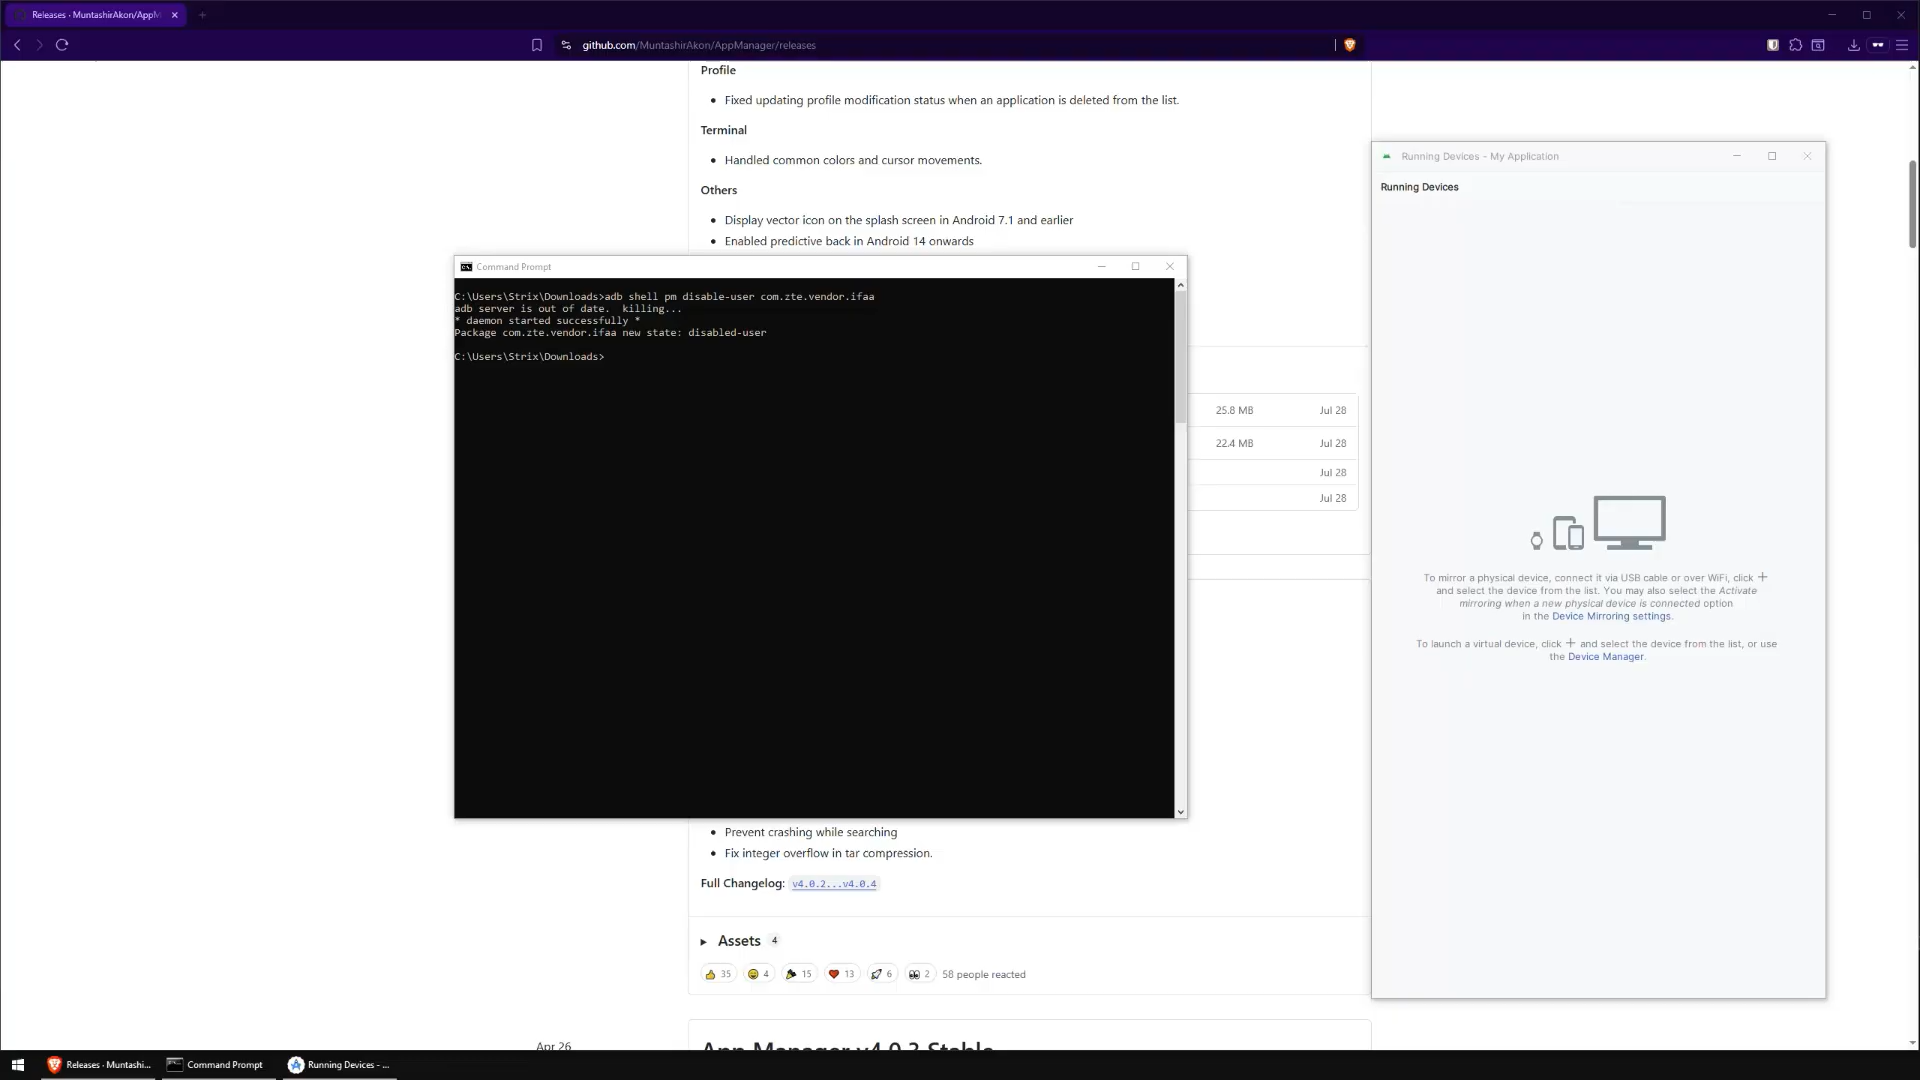 Releases · MuntashirAkon/AppM
github.com/MuntashirAkon/AppManager/releases
Profile
Fixed updating profile modification status when an application is deleted from the list.
Terminal
Handled common colors and cursor movements.
Others
Display vector icon on the splash screen in Android 7.1 and earlier
Enabled predictive back in Android 14 onwards
Command Prompt
C:\Users\Strix\Downloads>adb shell pm disable-user com.zte.vendor.ifaa
adb server is out of date.  killing...
* daemon started successfully *
Package com.zte.vendor.ifaa new state: disabled-user
C:\Users\Strix\Downloads>
25.8 MB Jul 28
22.4 MB Jul 28
Jul 28
Jul 28
Prevent crashing while searching
Fix integer overflow in tar compression.
Full Changelog: v4.0.2...v4.0.4
Assets 4
35 4 15 13 6 2 58 people reacted
Apr 26
App Manager v4.0.3 Stable
Running Devices - My Application
Running Devices
To mirror a physical device, connect it via USB cable or over WiFi, click +
and select the device from the list. You may also select the Activate
mirroring when a new physical device is connected option
in the Device Mirroring settings.
To launch a virtual device, click + and select the device from the list, or use
the Device Manager.
Releases · Muntashi...
Command Prompt
Running Devices - ...